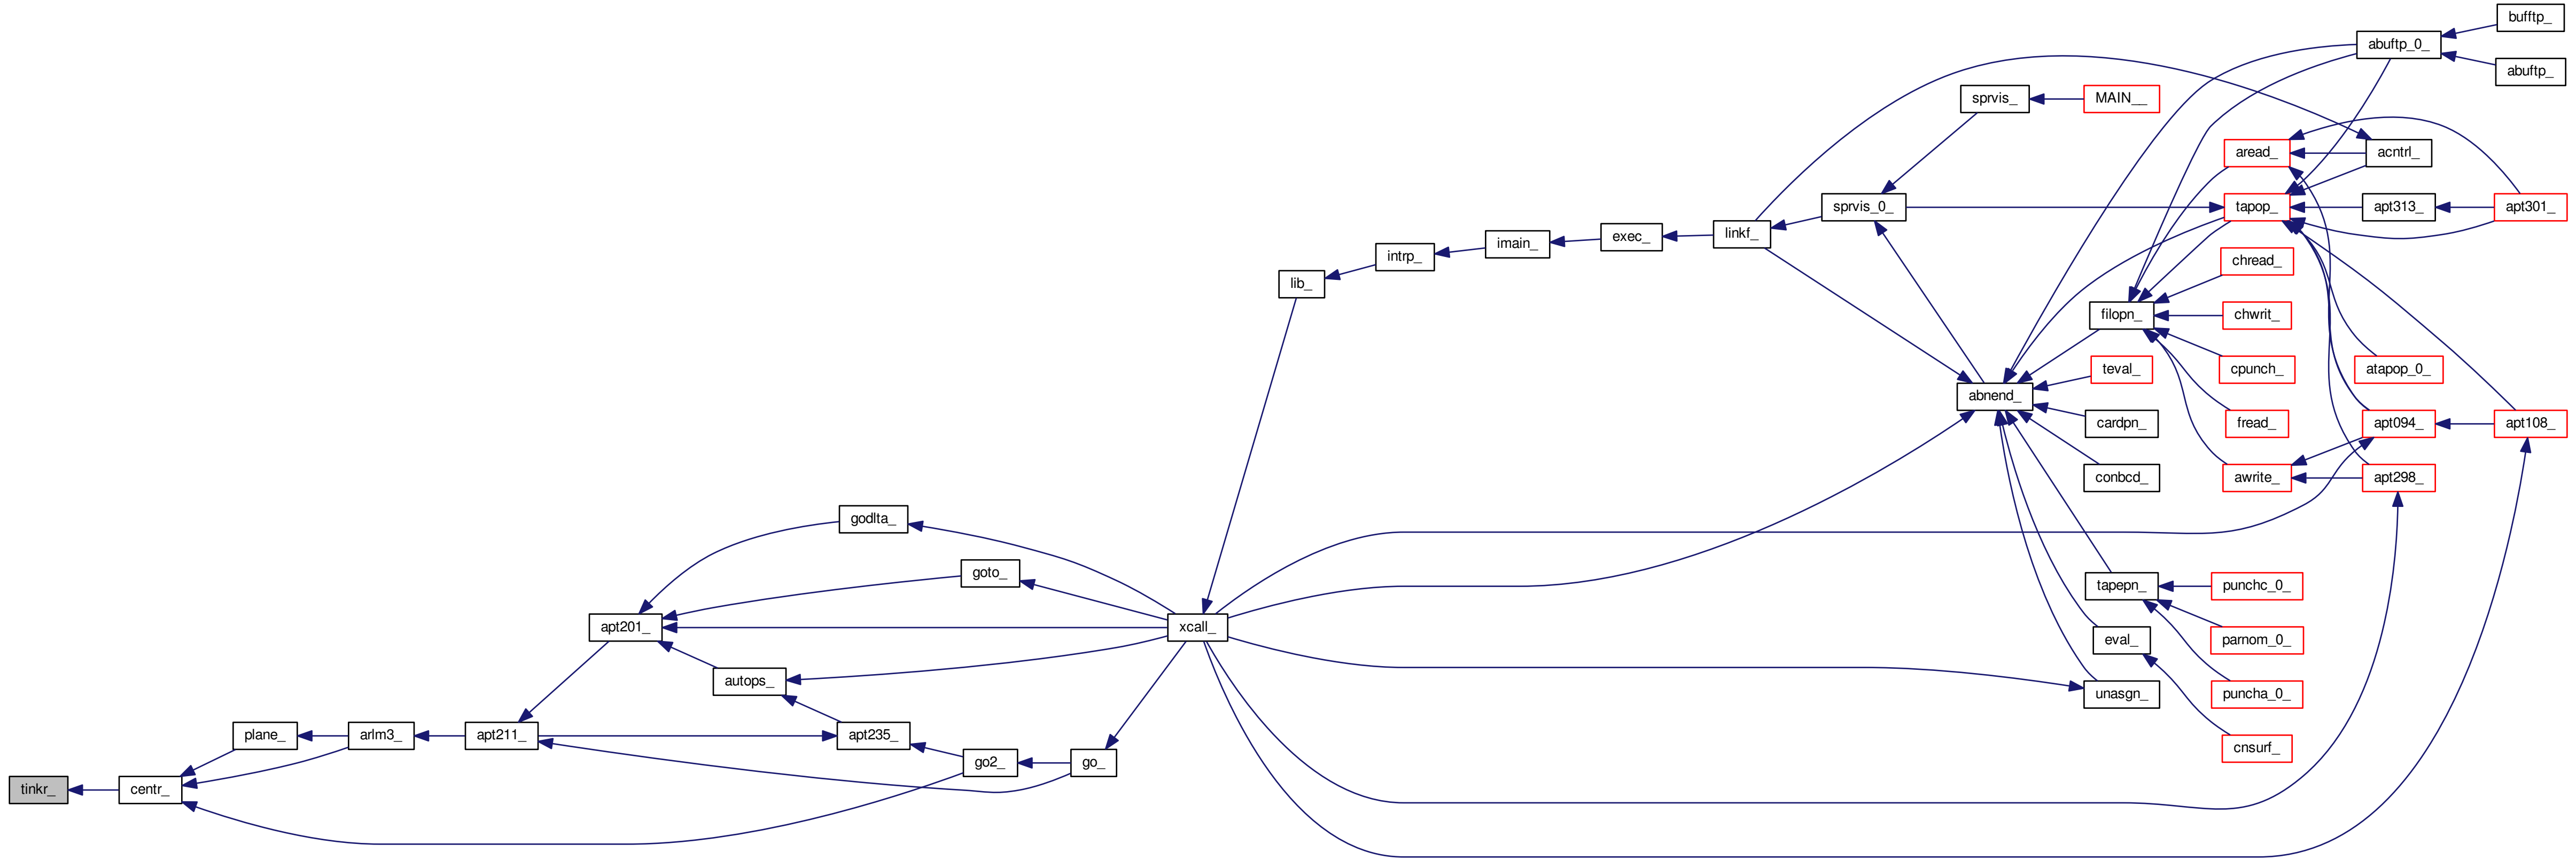 bufftp_
abuftp_0_
abuftp_
sprvis_
MAIN__
aread_
acntrl_
sprvis_0_
tapop_
apt313_
apt301_
linkf_
exec_
imain_
intrp_
lib_
chread_
filopn_
chwrit_
teval_
cpunch_
atapop_0_
abnend_
cardpn_
fread_
apt094_
apt108_
conbcd_
awrite_
apt298_
godlta_
goto_
tapepn_
punchc_0_
apt201_
xcall_
eval_
parnom_0_
autops_
unasgn_
puncha_0_
plane_
arlm3_
apt211_
apt235_
go2_
go_
cnsurf_
tinkr_
centr_